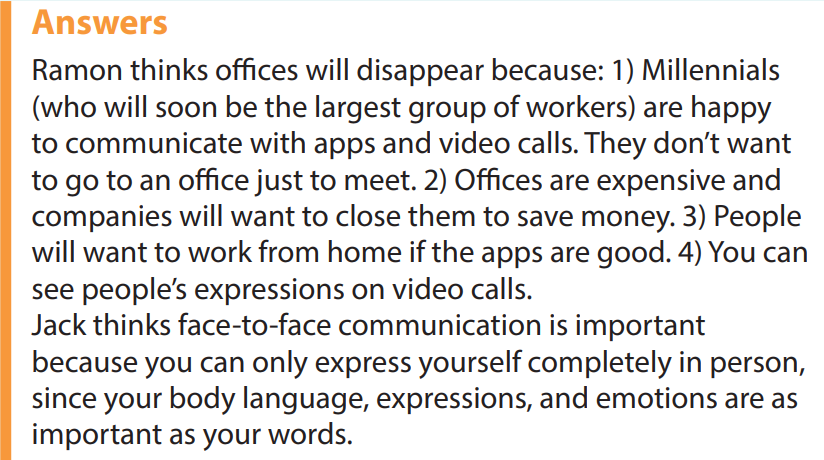 Answers
Ramon thinks offices will disappear because: 1) Millennials
(who will soon be the largest group of workers) are happy
to communicate with apps and video calls. They don’t want
to go to an office just to meet. 2) Offices are expensive and
companies will want to close them to save money. 3) People
will want to work from home if the apps are good. 4) You can
see people’s expressions on video calls.
Jack thinks face-to-face communication is important
because you can only express yourself completely in person,
since your body language, expressions, and emotions are as
important as your words.